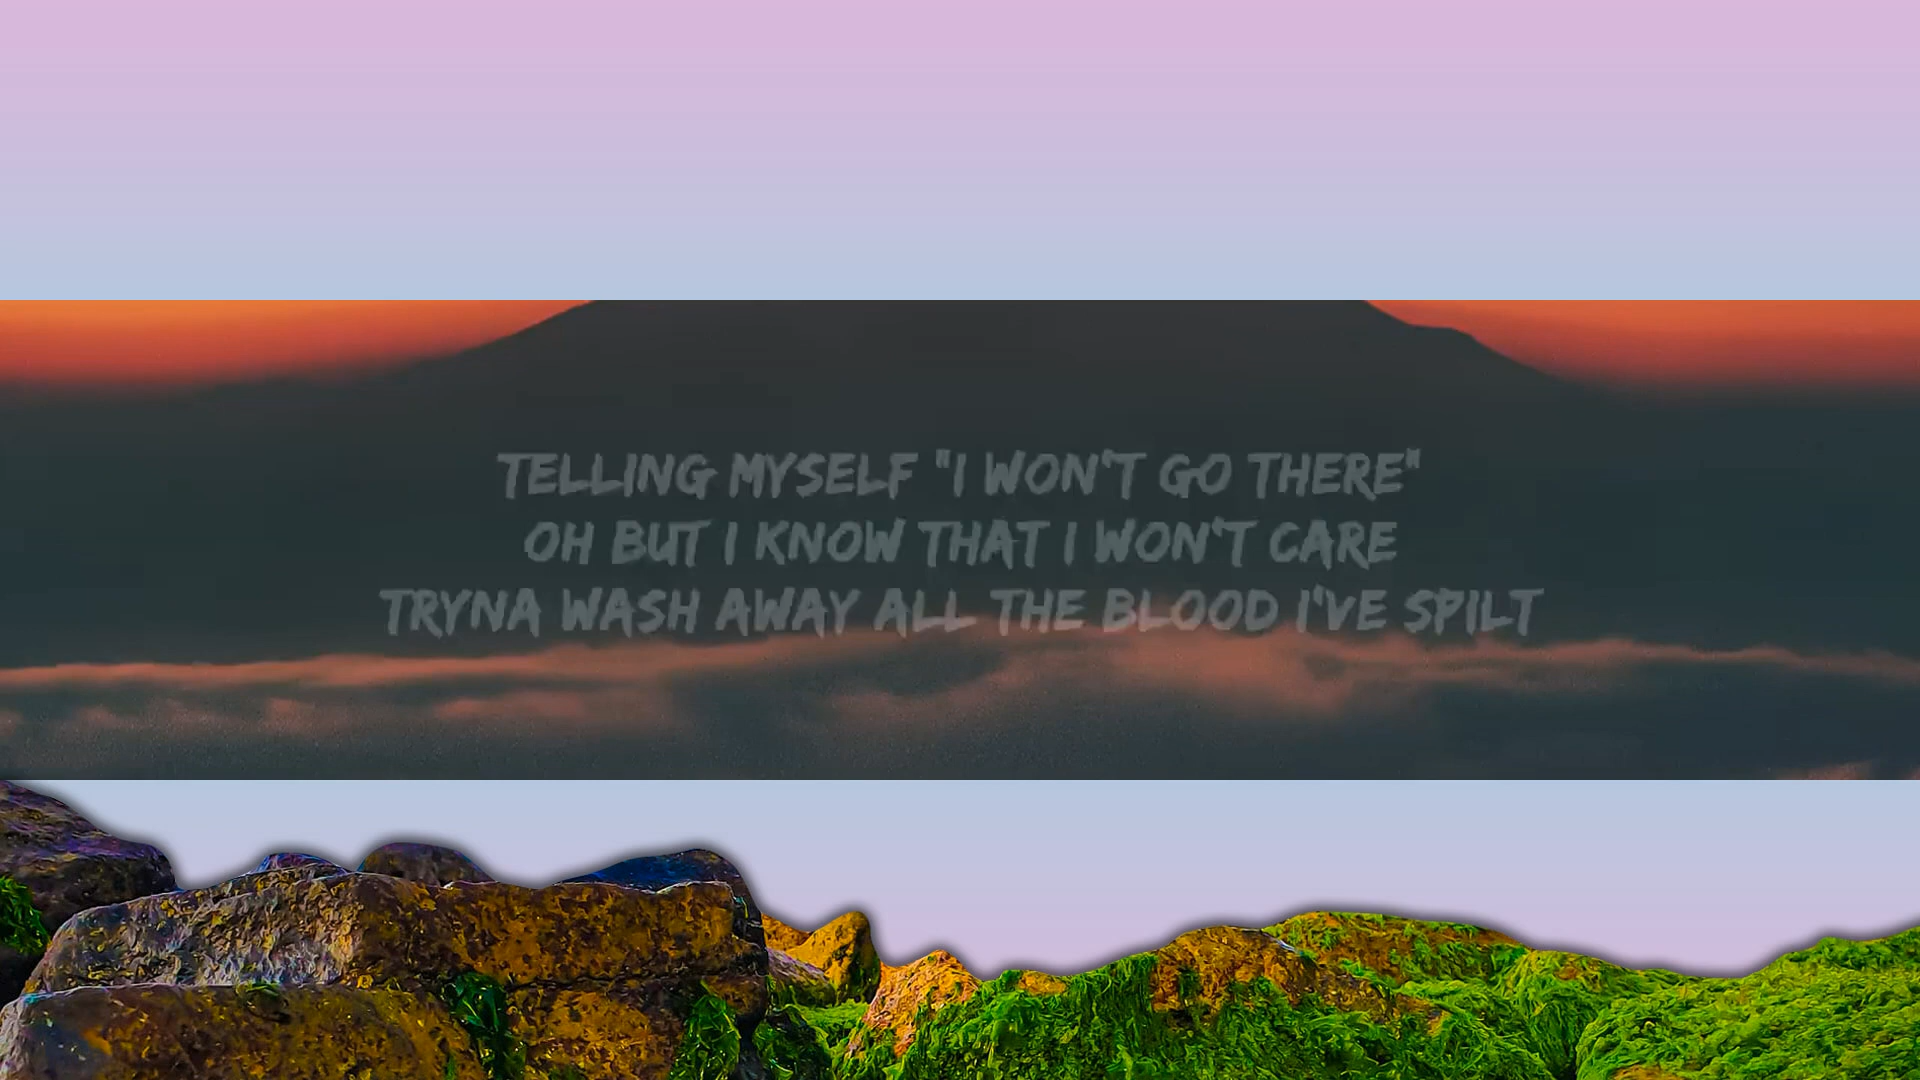 TELLING MYSELF "I WON'T GO THERE"
OH BUT I KNOW THAT I WON'T CARE
TRYNA WASH AWAY ALL THE BLOOD I'VE SPILT